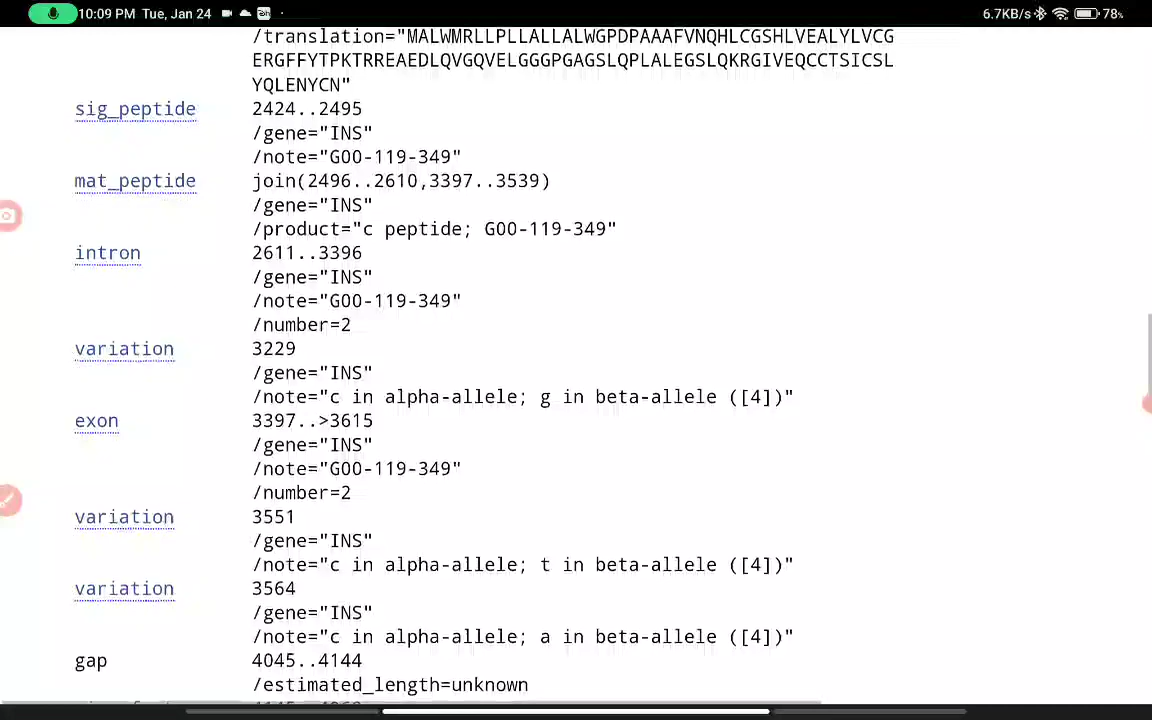 10:09 PM Tue, Jan 24
6.7KB/s 78%
/translation="MALWMRLLPLLALLALWGPDPAAAFVNQHLCGSHLVEALYLVCG
ERGFFYTPKTRREAEDLQVGQVELGGGPGAGSLQPLALEGSLQKRGIVEQCCTSICSL
YQLENYCN"
sig_peptide 2424..2495
/gene="INS"
/note="G00-119-349"
mat_peptide join(2496..2610,3397..3539)
/gene="INS"
/product="c peptide; G00-119-349"
intron 2611..3396
/gene="INS"
/note="G00-119-349"
/number=2
variation 3229
/gene="INS"
/note="c in alpha-allele; g in beta-allele ([4])"
exon 3397..>3615
/gene="INS"
/note="G00-119-349"
/number=2
variation 3551
/gene="INS"
/note="c in alpha-allele; t in beta-allele ([4])"
variation 3564
/gene="INS"
/note="c in alpha-allele; a in beta-allele ([4])"
gap 4045..4144
/estimated_length=unknown